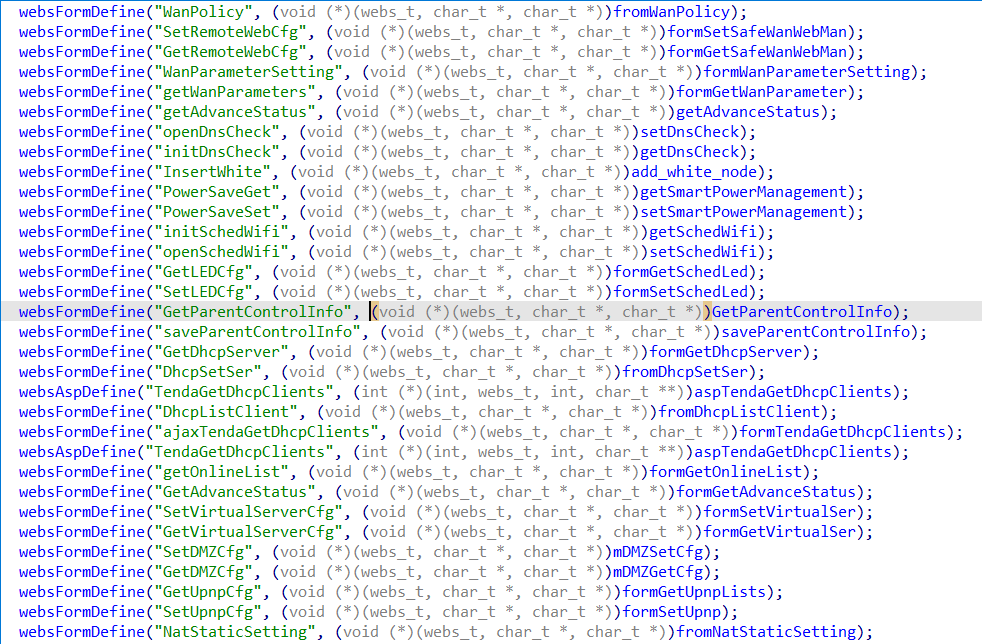 websFormDefine("WanPolicy", (void (*)(webs_t, char_t *, char_t *))fromWanPolicy);
websFormDefine("SetRemoteWebCfg", (void (*)(webs_t, char_t *, char_t *))formSetSafeWanWebMan);
websFormDefine("GetRemoteWebCfg", (void (*)(webs_t, char_t *, char_t *))formGetSafeWanWebMan);
websFormDefine("WanParameterSetting", (void (*)(webs_t, char_t *, char_t *))formWanParameterSetting);
websFormDefine("getWanParameters", (void (*)(webs_t, char_t *, char_t *))formGetWanParameter);
websFormDefine("getAdvanceStatus", (void (*)(webs_t, char_t *, char_t *))getAdvanceStatus);
websFormDefine("openDnsCheck", (void (*)(webs_t, char_t *, char_t *))setDnsCheck);
websFormDefine("initDnsCheck", (void (*)(webs_t, char_t *, char_t *))getDnsCheck);
websFormDefine("InsertWhite", (void (*)(webs_t, char_t *, char_t *))add_white_node);
websFormDefine("PowerSaveGet", (void (*)(webs_t, char_t *, char_t *))getSmartPowerManagement);
websFormDefine("PowerSaveSet", (void (*)(webs_t, char_t *, char_t *))setSmartPowerManagement);
websFormDefine("initSchedWifi", (void (*)(webs_t, char_t *, char_t *))getSchedWifi);
websFormDefine("openSchedWifi", (void (*)(webs_t, char_t *, char_t *))setSchedWifi);
websFormDefine("GetLEDCfg", (void (*)(webs_t, char_t *, char_t *))formGetSchedLed);
websFormDefine("SetLEDCfg", (void (*)(webs_t, char_t *, char_t *))formSetSchedLed);
websFormDefine("GetParentControlInfo", (void (*)(webs_t, char_t *, char_t *))GetParentControlInfo);
websFormDefine("saveParentControlInfo", (void (*)(webs_t, char_t *, char_t *))saveParentControlInfo);
websFormDefine("GetDhcpServer", (void (*)(webs_t, char_t *, char_t *))formGetDhcpServer);
websFormDefine("DhcpSetSer", (void (*)(webs_t, char_t *, char_t *))fromDhcpSetSer);
websAspDefine("TendaGetDhcpClients", (int (*)(int, webs_t, int, char_t **))aspTendaGetDhcpClients);
websFormDefine("DhcpListClient", (void (*)(webs_t, char_t *, char_t *))fromDhcpListClient);
websFormDefine("ajaxTendaGetDhcpClients", (void (*)(webs_t, char_t *, char_t *))formTendaGetDhcpClients);
websAspDefine("TendaGetDhcpClients", (int (*)(int, webs_t, int, char_t **))aspTendaGetDhcpClients);
websFormDefine("getOnlineList", (void (*)(webs_t, char_t *, char_t *))formGetOnlineList);
websFormDefine("GetAdvanceStatus", (void (*)(webs_t, char_t *, char_t *))formGetAdvanceStatus);
websFormDefine("SetVirtualServerCfg", (void (*)(webs_t, char_t *, char_t *))formSetVirtualSer);
websFormDefine("GetVirtualServerCfg", (void (*)(webs_t, char_t *, char_t *))formGetVirtualSer);
websFormDefine("SetDMZCfg", (void (*)(webs_t, char_t *, char_t *))mDMZSetCfg);
websFormDefine("GetDMZCfg", (void (*)(webs_t, char_t *, char_t *))mDMZGetCfg);
websFormDefine("GetUpnpCfg", (void (*)(webs_t, char_t *, char_t *))formGetUpnpLists);
websFormDefine("SetUpnpCfg", (void (*)(webs_t, char_t *, char_t *))formSetUpnp);
websFormDefine("NatStaticSetting", (void (*)(webs_t, char_t *, char_t *))fromNatStaticSetting);